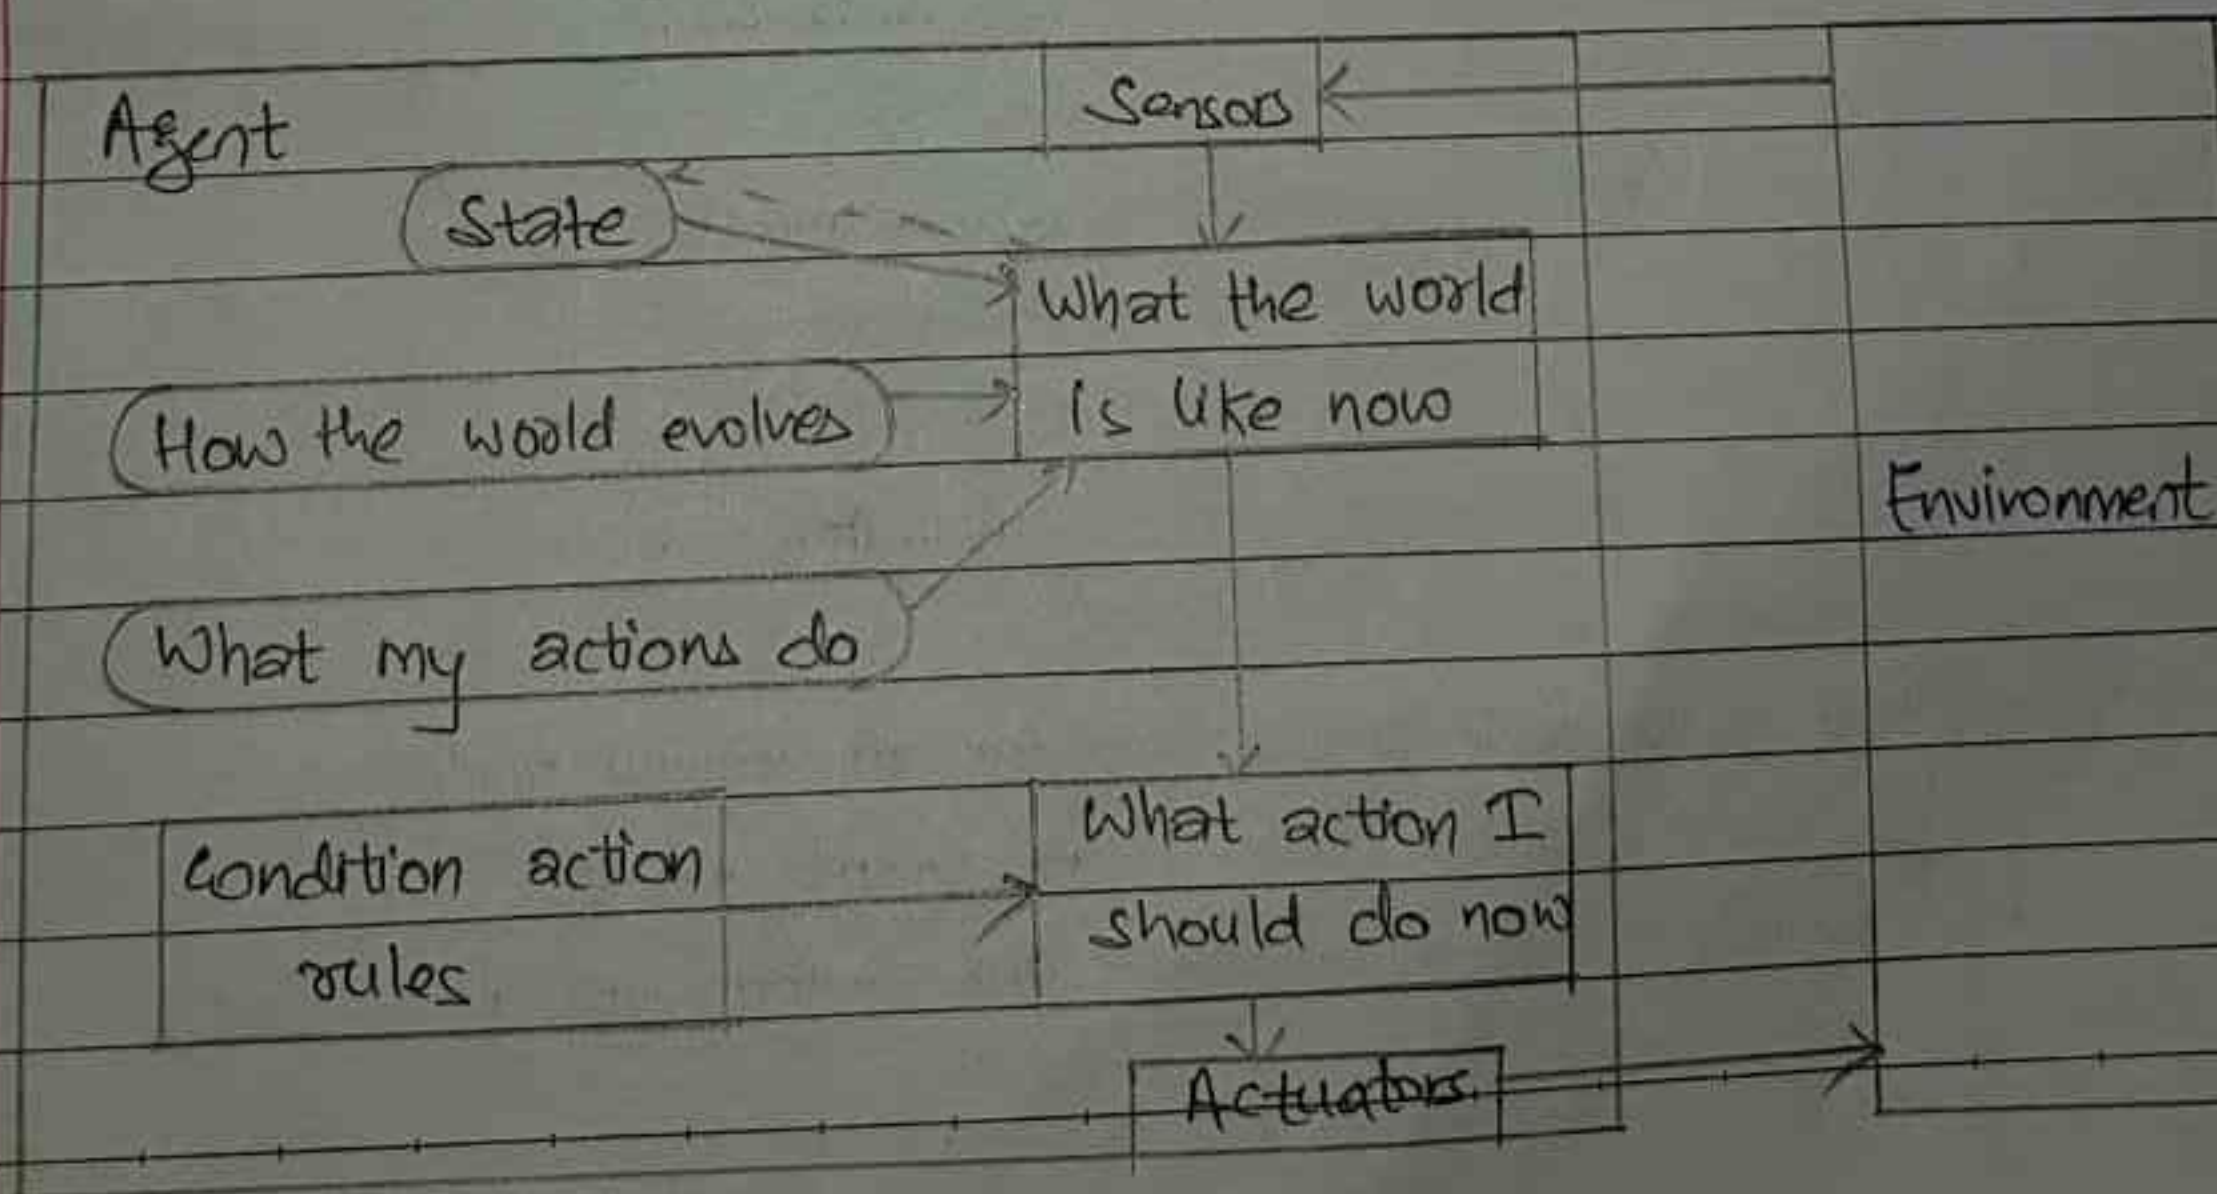 Agent
Sensors
State
What the world
is like now
How the world evolves
Environment
What my actions do
What action I
should do now
Condition action
rules
Actuators